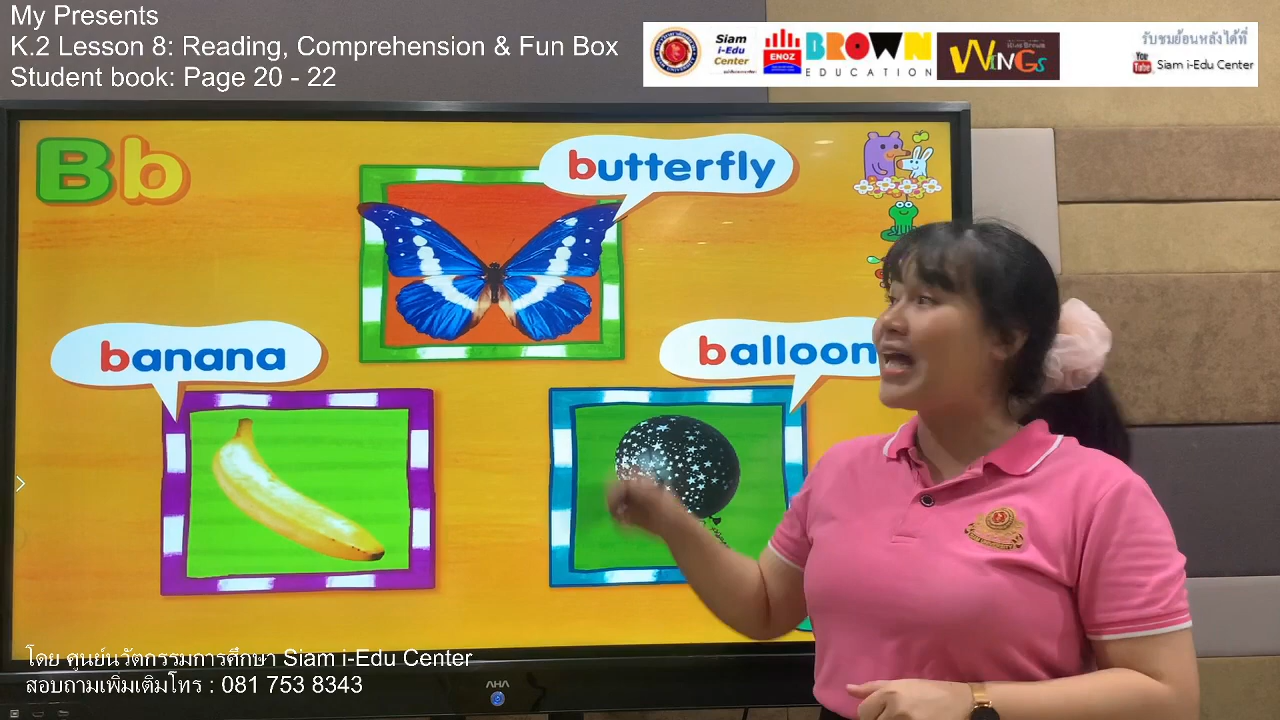 My Presents
K.2 Lesson 8: Reading, Comprehension & Fun Box
Student book: Page 20 - 22
Siam
i-Edu
Center
ENOZ
BROWN
EDUCATION
WiNGs
รับชมย้อนหลังได้ที่
You
Tube
Siam i-Edu Center
Bb
butterfly
banana
balloon
โดย ศูนย์นวัตกรรมการศึกษา Siam i-Edu Center
สอบถามเพิ่มเติมโทร : 081 753 8343
AHA